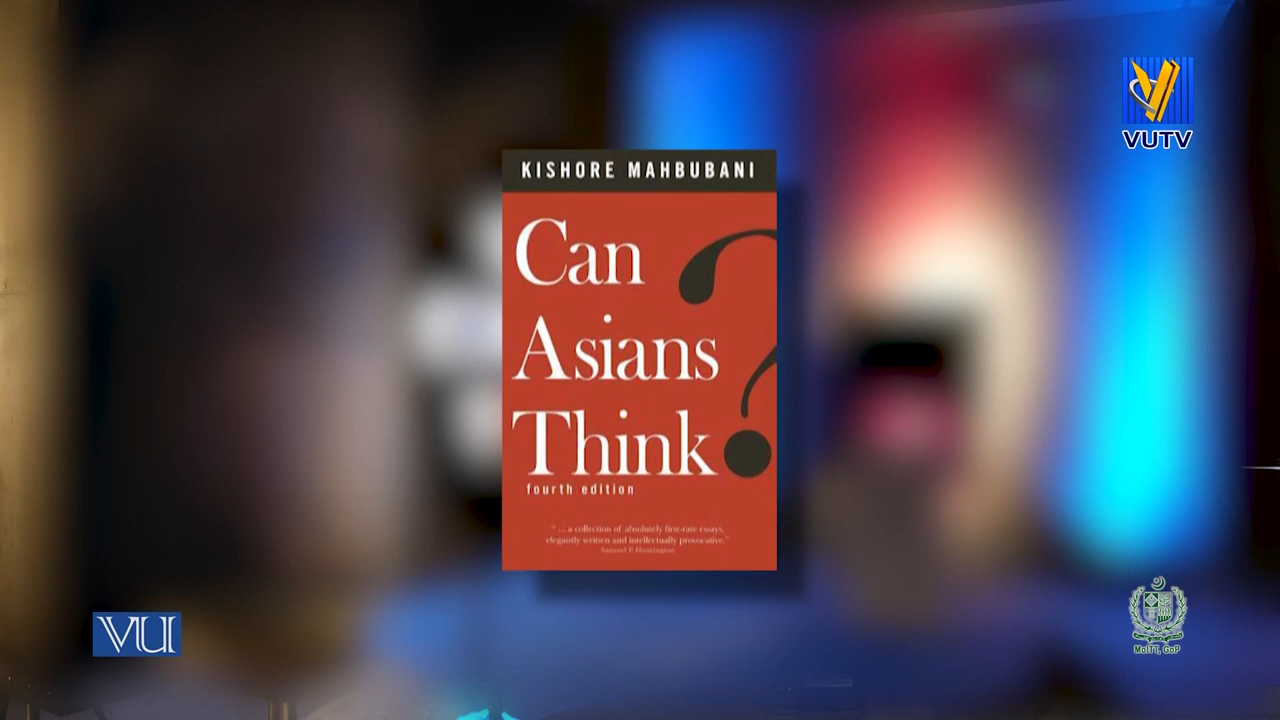 VUTV
KISHORE MAHBUBANI
Can
Asians
Think?
fourth edition
"... a collection of absolutely first-rate essays,
elegantly written and intellectually provocative."
Samuel P. Huntington
VU
MoITT, GoP